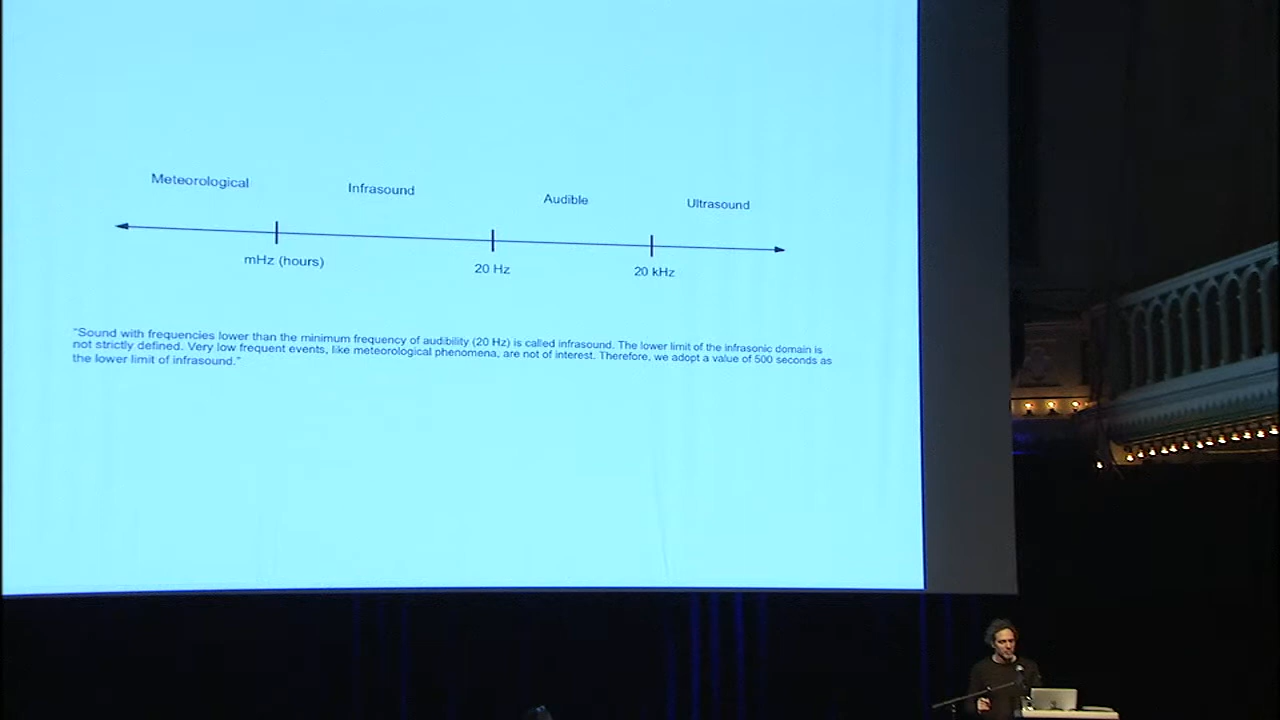 Meteorological
Infrasound
Audible
Ultrasound
mHz (hours)
20 Hz
20 kHz
"Sound with frequencies lower than the minimum frequency of audibility (20 Hz) is called infrasound. The lower limit of the infrasonic domain is
not strictly defined. Very low frequent events, like meteorological phenomena, are not of interest. Therefore, we adopt a value of 500 seconds as
the lower limit of infrasound."